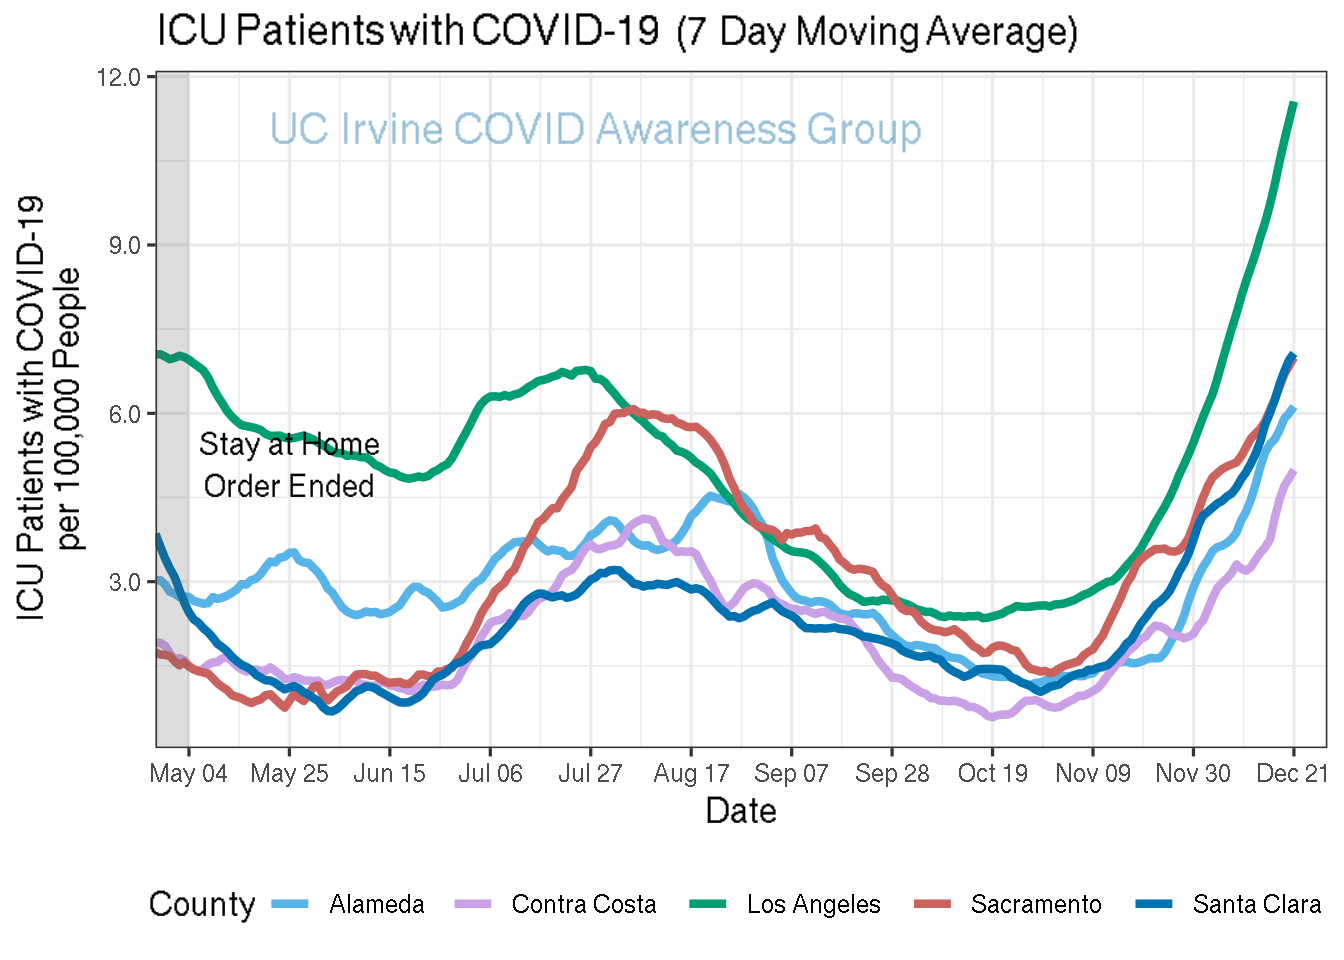 ICU Patients with COVID-19 (7 Day Moving Average)
UC Irvine COVID Awareness Group
12.0
9.0
6.0
3.0
ICU Patients with COVID-19
per 100,000 People
Stay at Home
Order Ended
May 04 May 25 Jun 15 Jul 06 Jul 27 Aug 17 Sep 07 Sep 28 Oct 19 Nov 09 Nov 30 Dec 21
Date
County Alameda Contra Costa Los Angeles Sacramento Santa Clara